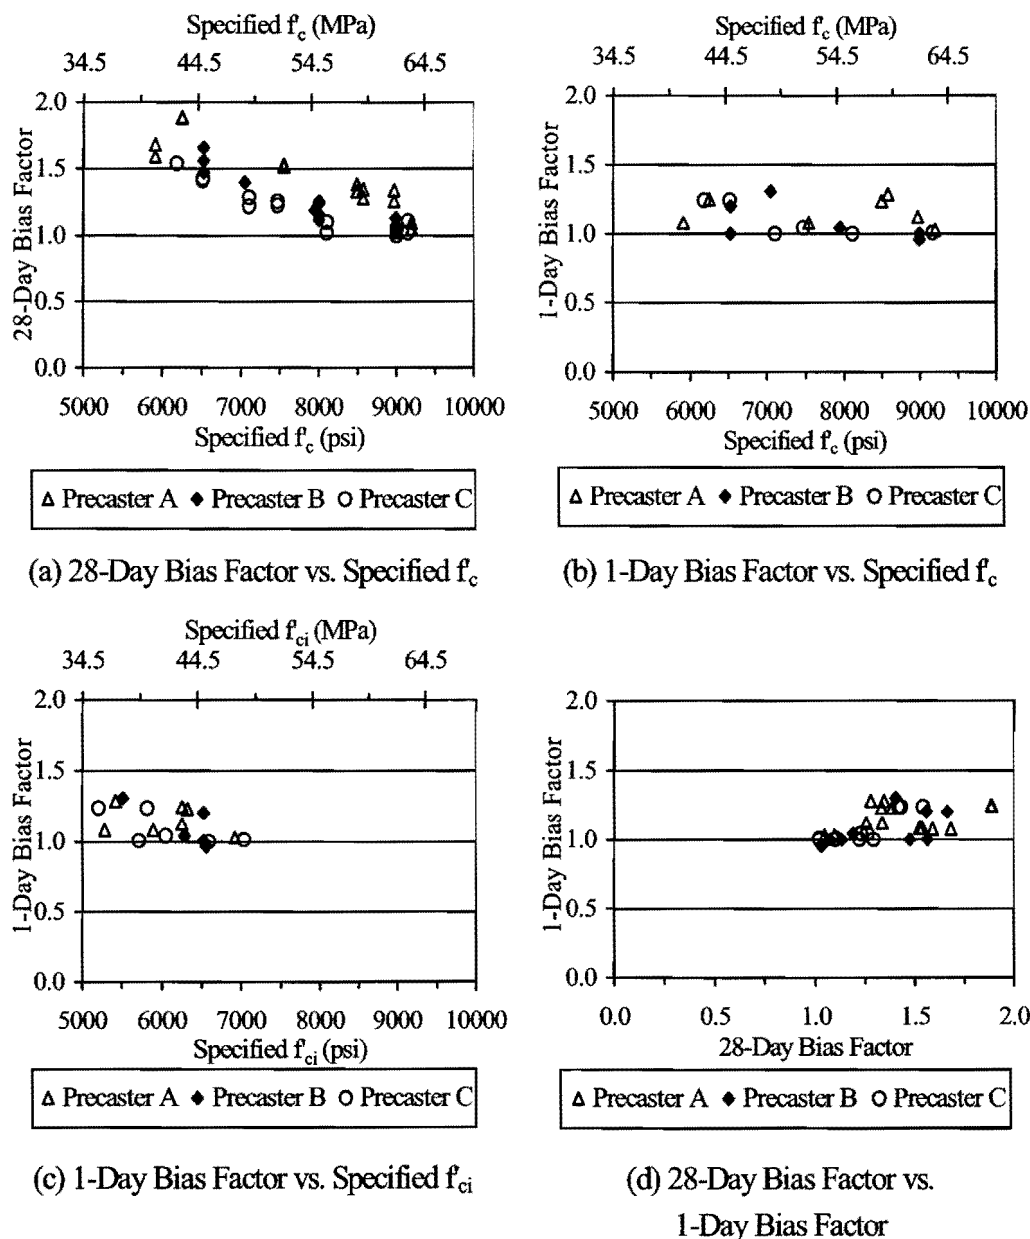 Specified f'c (MPa)
34.5 44.5 54.5 64.5
2.0
1.5
1.0
0.5
0.0
28-Day Bias Factor
5000 6000 7000 8000 9000 10000
Specified f'c (psi)
Precaster A Precaster B Precaster C
(a) 28-Day Bias Factor vs. Specified f'c
Specified f'c (MPa)
34.5 44.5 54.5 64.5
2.0
1.5
1.0
0.5
0.0
1-Day Bias Factor
5000 6000 7000 8000 9000 10000
Specified f'c (psi)
Precaster A Precaster B Precaster C
(b) 1-Day Bias Factor vs. Specified f'c
Specified f'ci (MPa)
34.5 44.5 54.5 64.5
2.0
1.5
1.0
0.5
0.0
1-Day Bias Factor
5000 6000 7000 8000 9000 10000
Specified f'ci (psi)
Precaster A Precaster B Precaster C
(c) 1-Day Bias Factor vs. Specified f'ci
2.0
1.5
1.0
0.5
0.0
1-Day Bias Factor
0.0 0.5 1.0 1.5 2.0
28-Day Bias Factor
Precaster A Precaster B Precaster C
(d) 28-Day Bias Factor vs.
1-Day Bias Factor